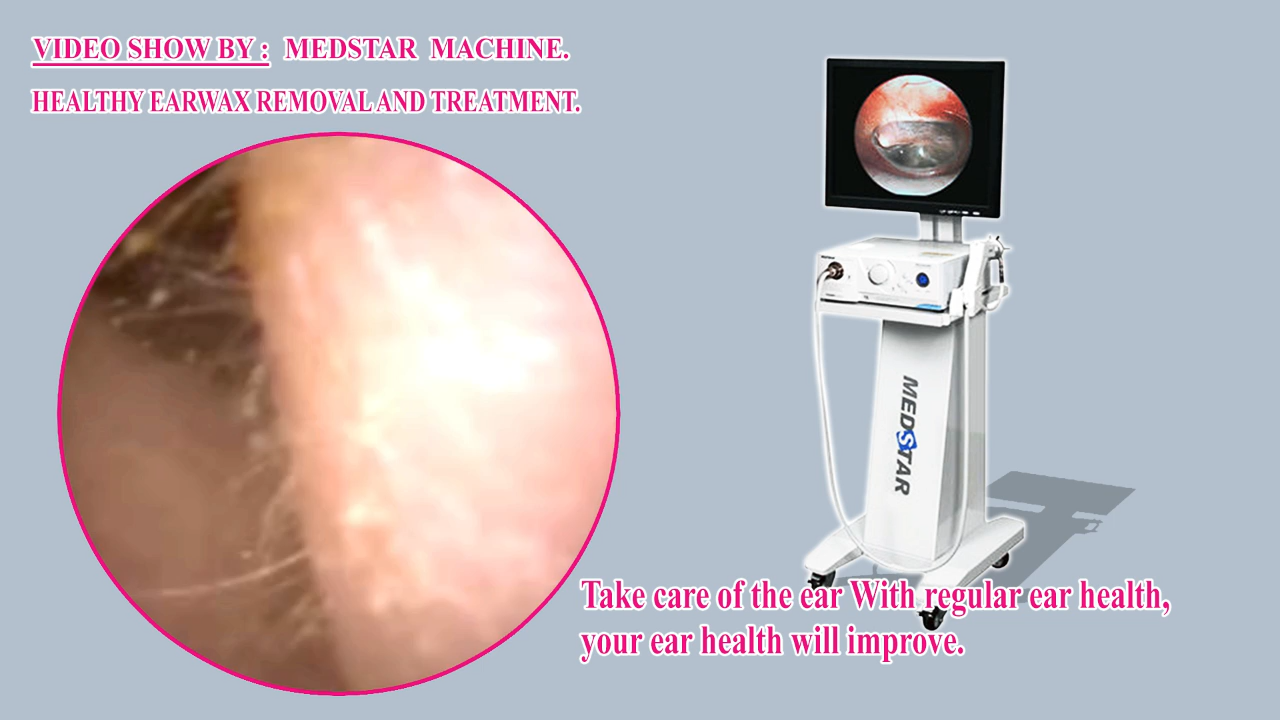 VIDEO SHOW BY : MEDSTAR MACHINE.
HEALTHY EARWAX REMOVAL AND TREATMENT.
MEDSTAR
Take care of the ear With regular ear health,
your ear health will improve.